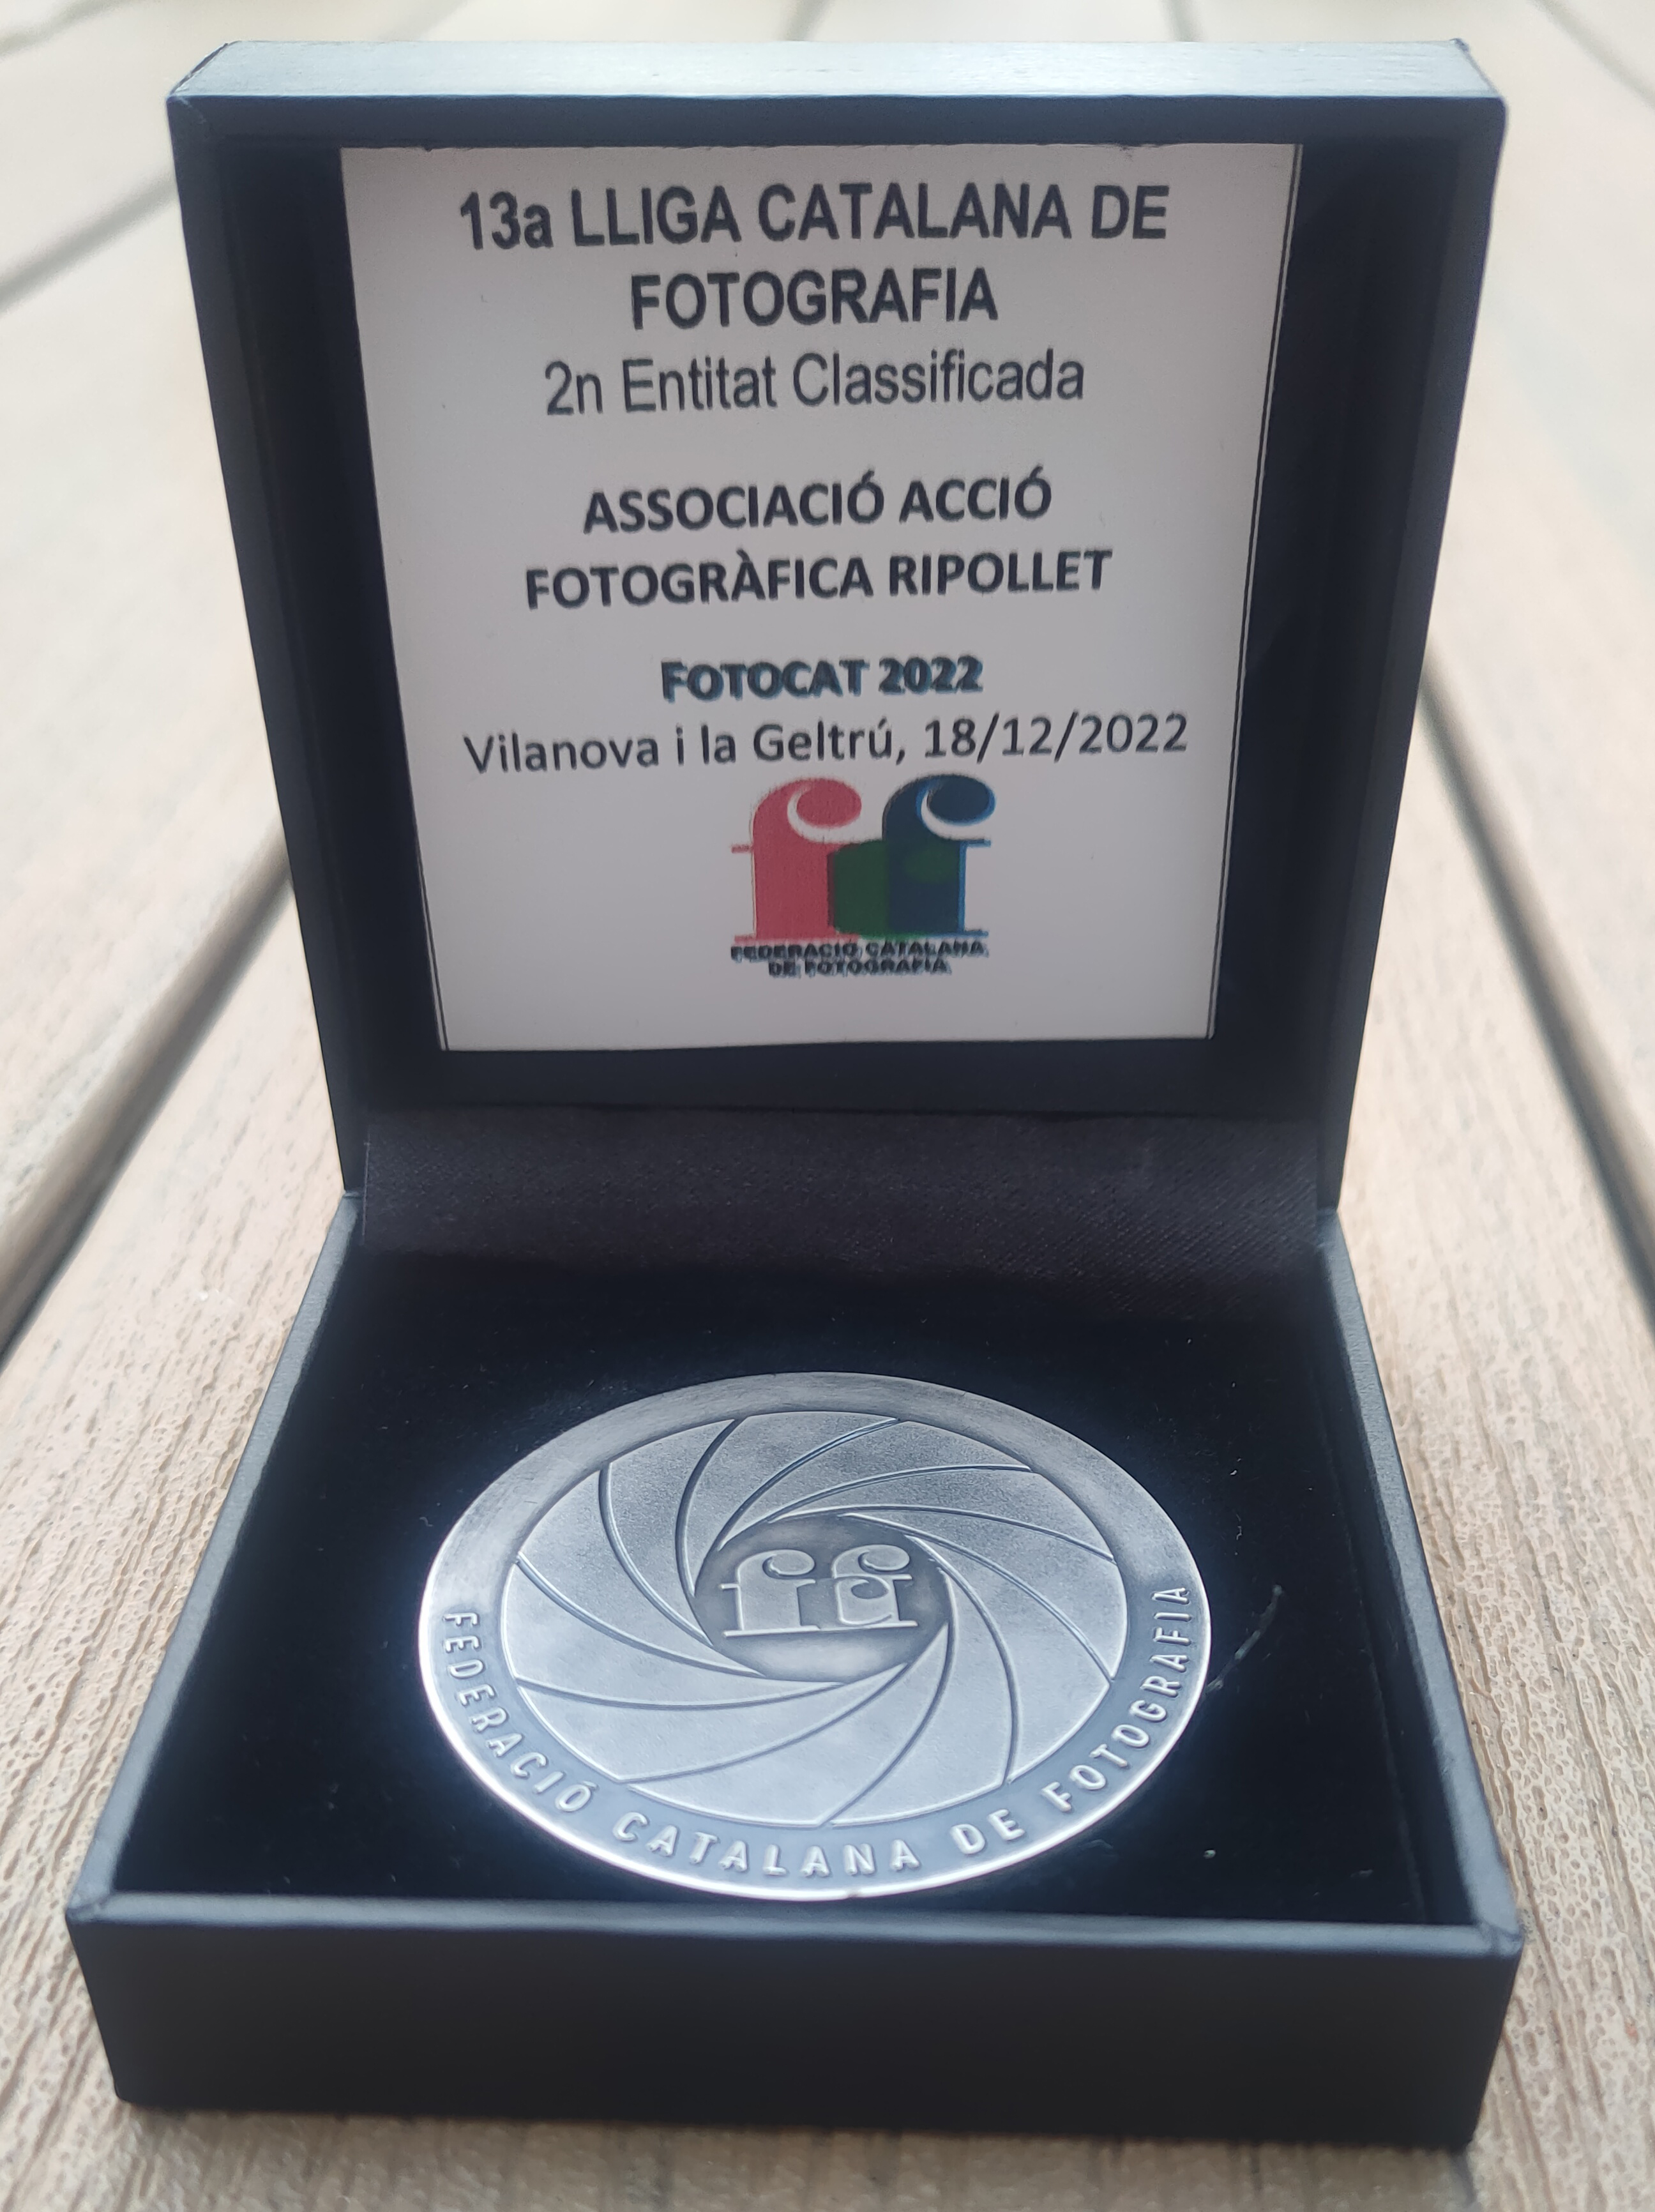 13a LLIGA CATALANA DE
FOTOGRAFIA
2n Entitat Classificada
ASSOCIACIÓ ACCIÓ
FOTOGRÀFICA RIPOLLET
FOTOCAT 2022
Vilanova i la Geltrú, 18/12/2022
FEDERACIÓ CATALANA
DE FOTOGRAFIA
FEDERACIÓ CATALANA DE FOTOGRAFIA